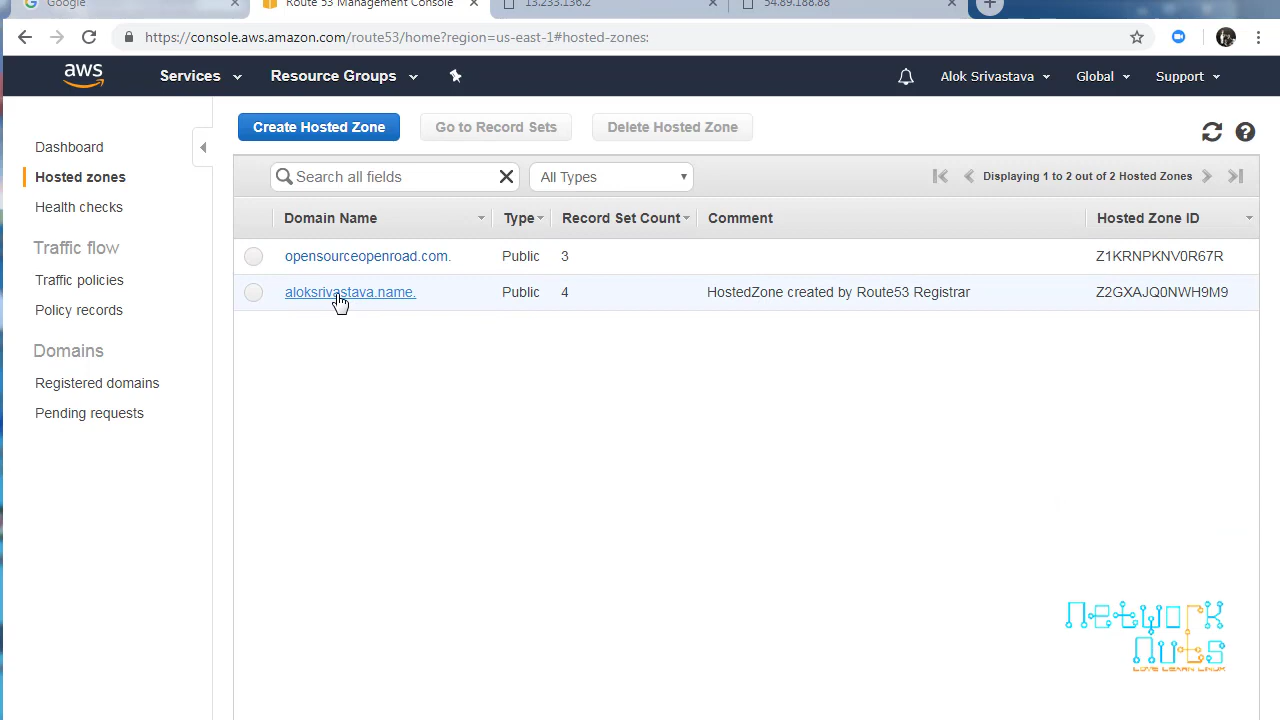 Google
Route 53 Management Console
13.233.136.2
54.89.188.88
https://console.aws.amazon.com/route53/home?region=us-east-1#hosted-zones:
aws
Services
Resource Groups
Alok Srivastava
Global
Support
Create Hosted Zone
Go to Record Sets
Delete Hosted Zone
Dashboard
Hosted zones
Health checks
Traffic flow
Traffic policies
Policy records
Domains
Registered domains
Pending requests
Search all fields
All Types
Displaying 1 to 2 out of 2 Hosted Zones
Domain Name Type Record Set Count Comment Hosted Zone ID
opensourceopenroad.com. Public 3 Z1KRNPKNV0R67R
aloksrivastava.name. Public 4 HostedZone created by Route53 Registrar Z2GXAJQ0NWH9M9
Network
Nuts